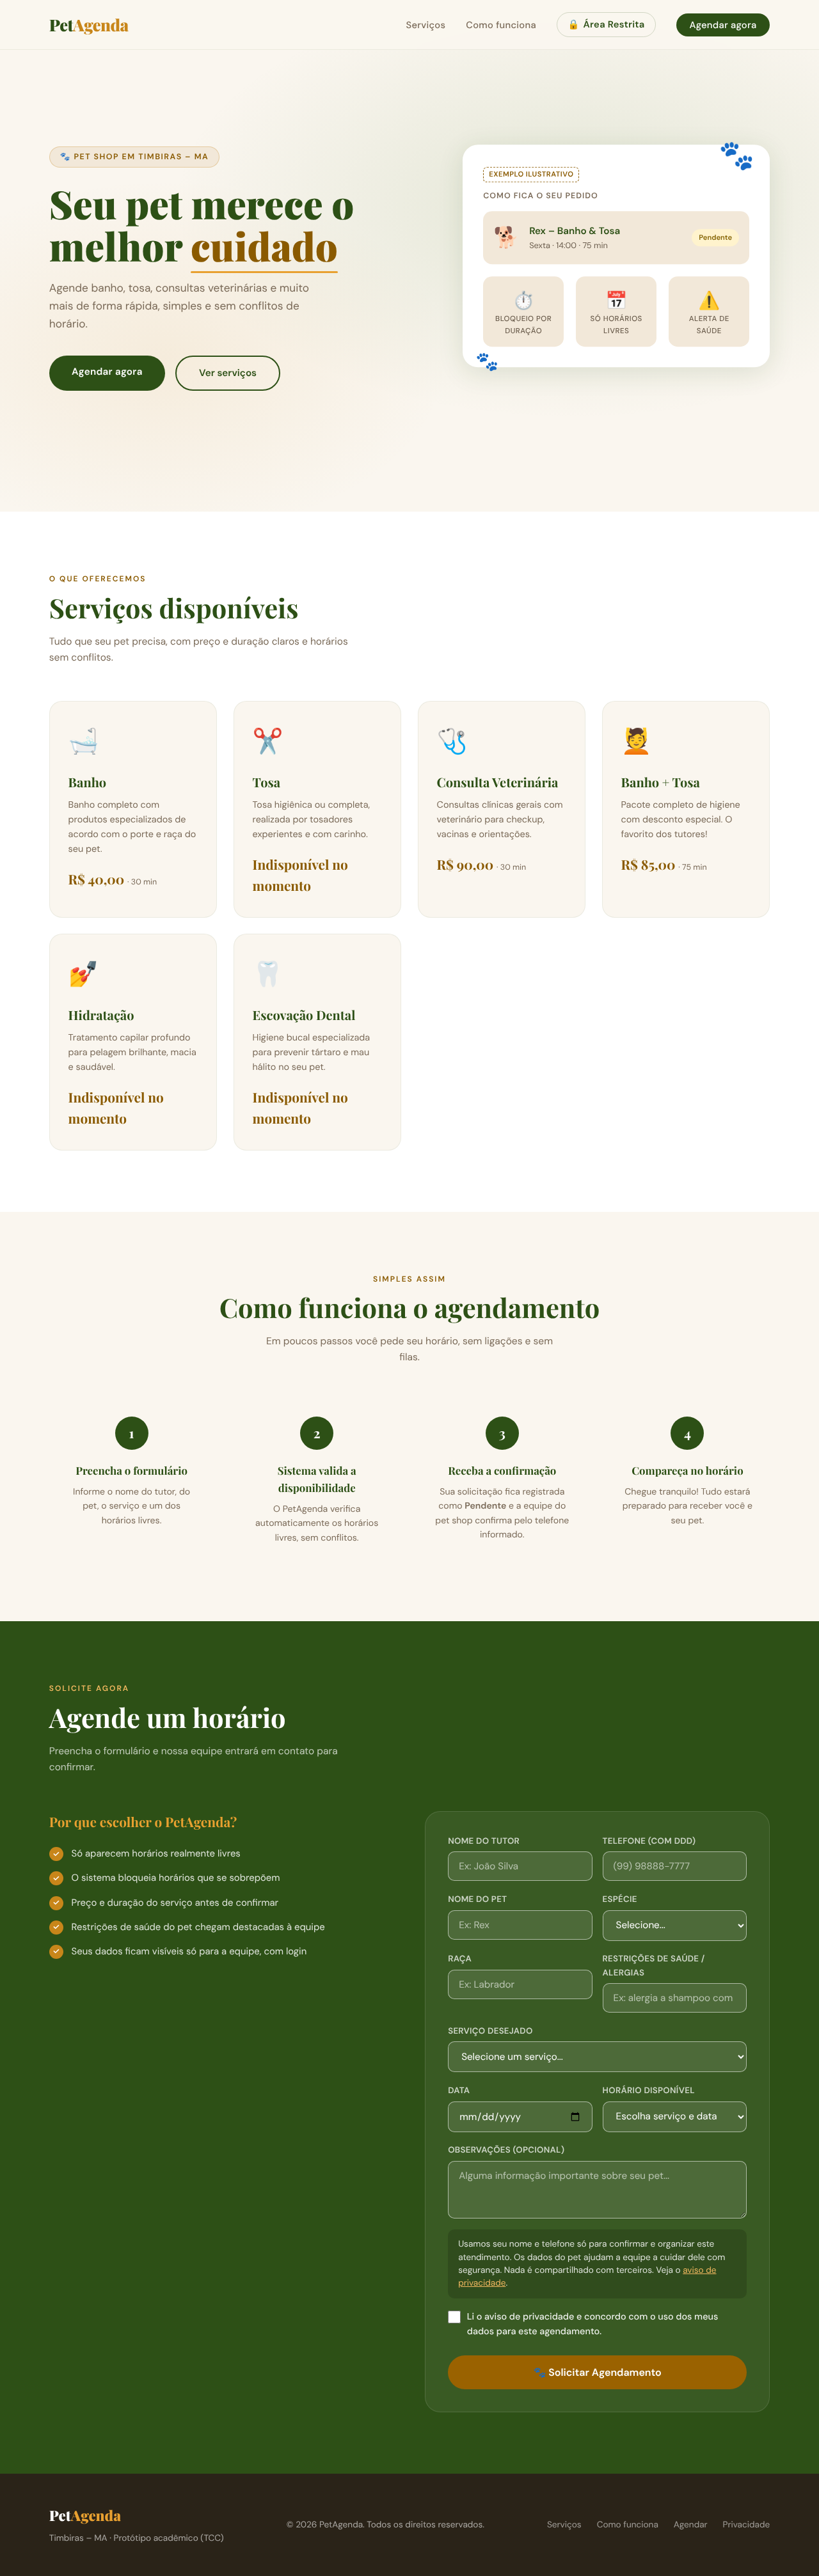 PetAgenda
Serviços
Como funciona
🔒 Área Restrita
Agendar agora
🐾 PET SHOP EM TIMBIRAS – MA
Seu pet merece o
melhor cuidado
Agende banho, tosa, consultas veterinárias e muito
mais de forma rápida, simples e sem conflitos de
horário.
Agendar agora
Ver serviços
EXEMPLO ILUSTRATIVO
COMO FICA O SEU PEDIDO
Rex – Banho & Tosa
Sexta · 14:00 · 75 min
Pendente
BLOQUEIO POR
DURAÇÃO
SÓ HORÁRIOS
LIVRES
ALERTA DE
SAÚDE
O QUE OFERECEMOS
Serviços disponíveis
Tudo que seu pet precisa, com preço e duração claros e horários
sem conflitos.
Banho
Banho completo com
produtos especializados de
acordo com o porte e raça do
seu pet.
R$ 40,00 · 30 min
Tosa
Tosa higiênica ou completa,
realizada por tosadores
experientes e com carinho.
Indisponível no
momento
Consulta Veterinária
Consultas clínicas gerais com
veterinário para checkup,
vacinas e orientações.
R$ 90,00 · 30 min
Banho + Tosa
Pacote completo de higiene
com desconto especial. O
favorito dos tutores!
R$ 85,00 · 75 min
Hidratação
Tratamento capilar profundo
para pelagem brilhante, macia
e saudável.
Indisponível no
momento
Escovação Dental
Higiene bucal especializada
para prevenir tártaro e mau
hálito no seu pet.
Indisponível no
momento
SIMPLES ASSIM
Como funciona o agendamento
Em poucos passos você pede seu horário, sem ligações e sem
filas.
1
Preencha o formulário
Informe o nome do tutor, do
pet, o serviço e um dos
horários livres.
2
Sistema valida a
disponibilidade
O PetAgenda verifica
automaticamente os horários
livres, sem conflitos.
3
Receba a confirmação
Sua solicitação fica registrada
como Pendente e a equipe do
pet shop confirma pelo telefone
informado.
4
Compareça no horário
Chegue tranquilo! Tudo estará
preparado para receber você e
seu pet.
SOLICITE AGORA
Agende um horário
Preencha o formulário e nossa equipe entrará em contato para
confirmar.
Por que escolher o PetAgenda?
✓ Só aparecem horários realmente livres
✓ O sistema bloqueia horários que se sobrepõem
✓ Preço e duração do serviço antes de confirmar
✓ Restrições de saúde do pet chegam destacadas à equipe
✓ Seus dados ficam visíveis só para a equipe, com login
NOME DO TUTOR
Ex: João Silva
TELEFONE (COM DDD)
(99) 98888-7777
NOME DO PET
Ex: Rex
ESPÉCIE
Selecione...
RAÇA
Ex: Labrador
RESTRIÇÕES DE SAÚDE /
ALERGIAS
Ex: alergia a shampoo com
SERVIÇO DESEJADO
Selecione um serviço...
DATA
mm/dd/yyyy
HORÁRIO DISPONÍVEL
Escolha serviço e data
OBSERVAÇÕES (OPCIONAL)
Alguma informação importante sobre seu pet...
Usamos seu nome e telefone só para confirmar e organizar este
atendimento. Os dados do pet ajudam a equipe a cuidar dele com
segurança. Nada é compartilhado com terceiros. Veja o aviso de
privacidade.
Li o aviso de privacidade e concordo com o uso dos meus
dados para este agendamento.
🐾 Solicitar Agendamento
PetAgenda
Timbiras – MA · Protótipo acadêmico (TCC)
© 2026 PetAgenda. Todos os direitos reservados.
Serviços
Como funciona
Agendar
Privacidade